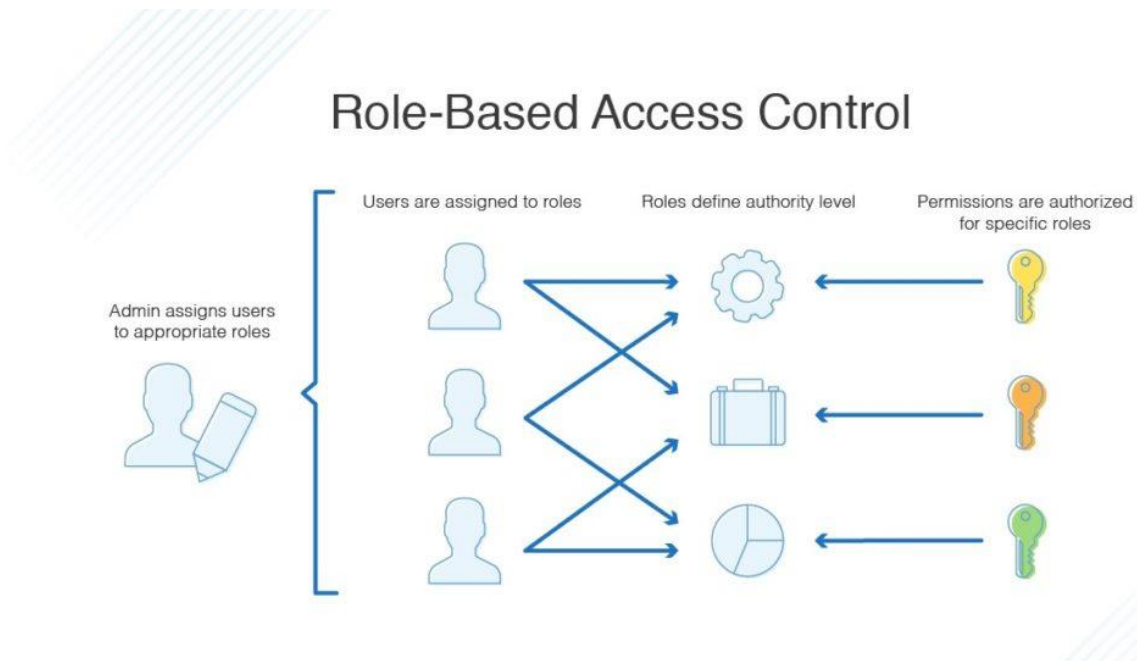 Role-Based Access Control
Users are assigned to roles
Roles define authority level
Permissions are authorized
for specific roles
Admin assigns users
to appropriate roles